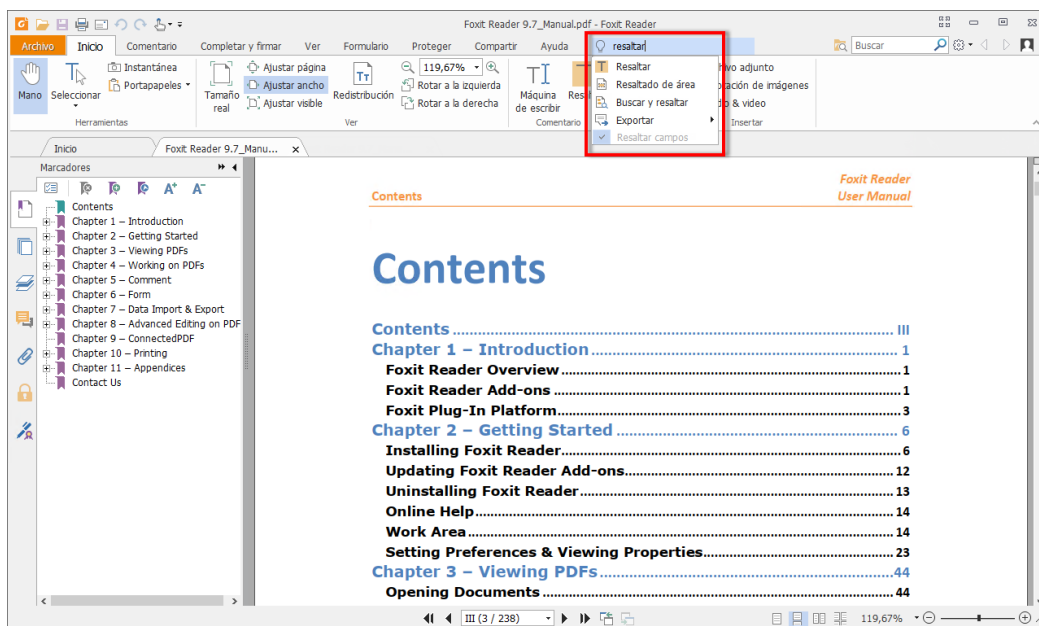 Foxit Reader 9.7_Manual.pdf - Foxit Reader
Archivo Inicio Comentario Completar y firmar Ver Formulario Proteger Compartir Ayuda resaltar Buscar
Mano
Seleccionar
Instantánea
Portapapeles
Herramientas
Tamaño real
Ajustar página
Ajustar ancho
Ajustar visible
Redistribución
119,67%
Rotar a la izquierda
Rotar a la derecha
Ver
Máquina de escribir
Comentario
Resaltar
Resaltado de área
Buscar y resaltar
Exportar
Resaltar campos
adjunto
de imágenes
& video
Insertar
Inicio
Foxit Reader 9.7_Manu... x
Marcadores
Contents
Chapter 1 – Introduction
Chapter 2 – Getting Started
Chapter 3 – Viewing PDFs
Chapter 4 – Working on PDFs
Chapter 5 – Comment
Chapter 6 – Form
Chapter 7 – Data Import & Export
Chapter 8 – Advanced Editing on PDF
Chapter 9 – ConnectedPDF
Chapter 10 – Printing
Chapter 11 – Appendices
Contact Us
Foxit Reader
Contents User Manual
Contents
Contents ........ III
Chapter 1 – Introduction ........ 1
Foxit Reader Overview ........ 1
Foxit Reader Add-ons ........ 1
Foxit Plug-In Platform ........ 3
Chapter 2 – Getting Started ........ 6
Installing Foxit Reader ........ 6
Updating Foxit Reader Add-ons ........ 12
Uninstalling Foxit Reader ........ 13
Online Help ........ 14
Work Area ........ 14
Setting Preferences & Viewing Properties ........ 23
Chapter 3 – Viewing PDFs ........ 44
Opening Documents ........ 44
III (3 / 238)
119,67%